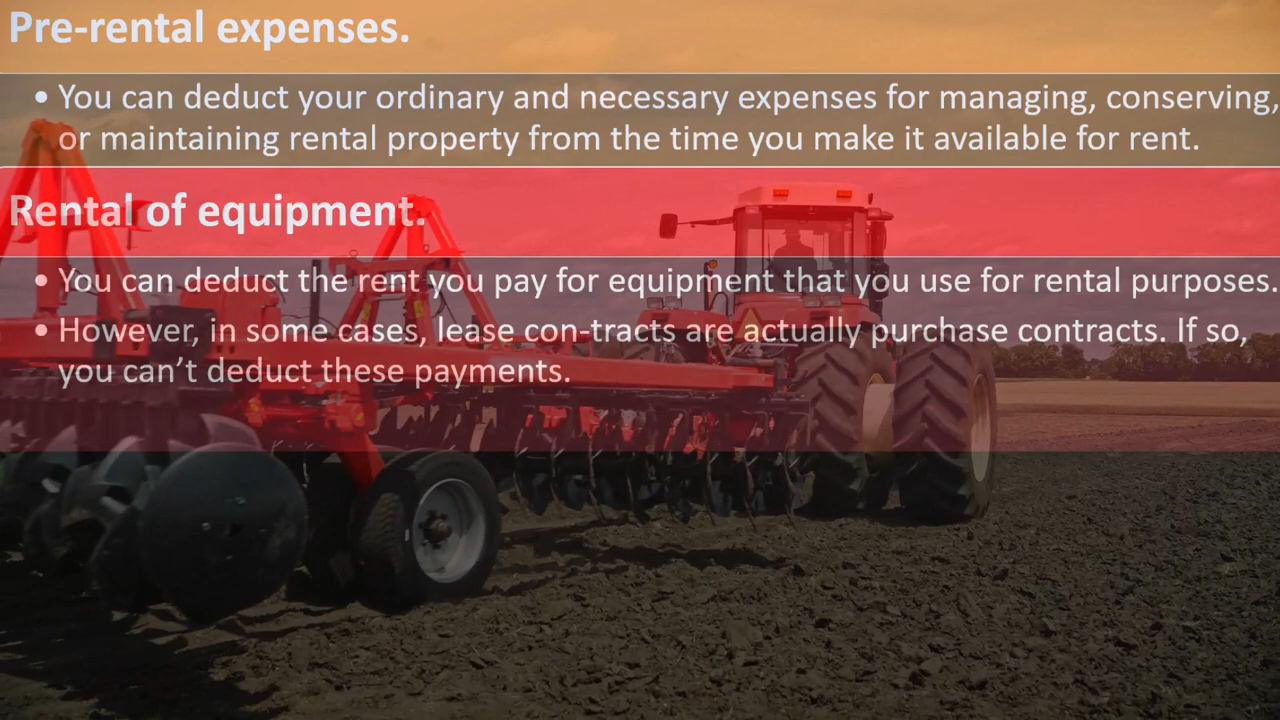 Pre-rental expenses.
• You can deduct your ordinary and necessary expenses for managing, conserving,
or maintaining rental property from the time you make it available for rent.
Rental of equipment.
• You can deduct the rent you pay for equipment that you use for rental purposes.
• However, in some cases, lease con-tracts are actually purchase contracts. If so,
you can’t deduct these payments.